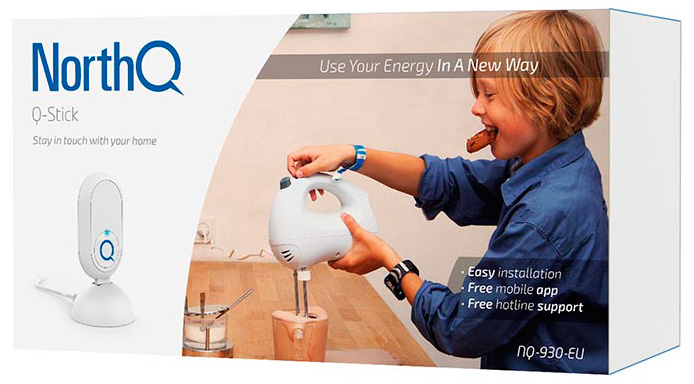 NorthQ
Q-Stick
Stay in touch with your home
Use Your Energy In A New Way
• Easy installation
• Free mobile app
• Free hotline support
NQ-930-EU
Q